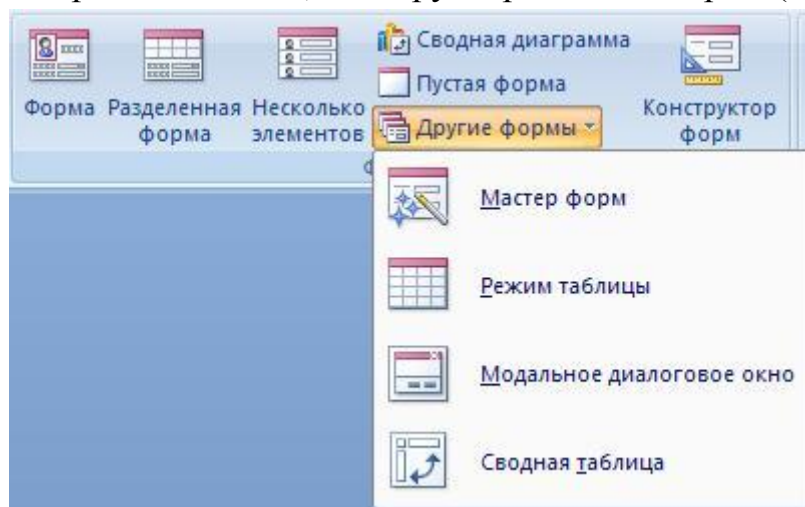 Сводная диаграмма
Пустая форма
Форма Разделенная Несколько Другие формы Конструктор
форма элементов форм
Мастер форм
Режим таблицы
Модальное диалоговое окно
Сводная таблица